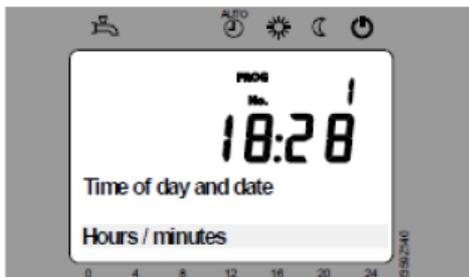 AUTO
PROG
No. 1
18:28
Time of day and date
Hours / minutes
0 4 8 12 16 20 24